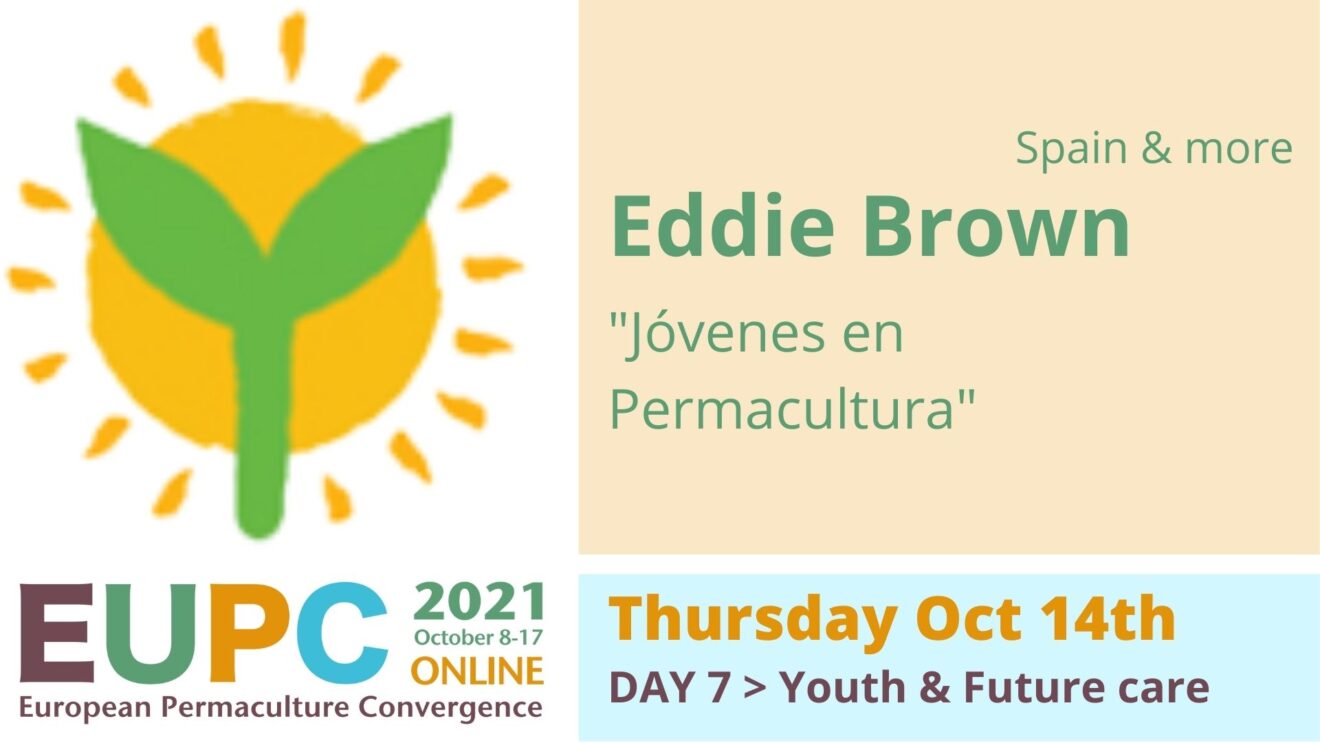 Spain & more
Eddie Brown
"Jóvenes en
Permacultura"
EUPC
2021
October 8-17
ONLINE
European Permaculture Convergence
Thursday Oct 14th
DAY 7 > Youth & Future care